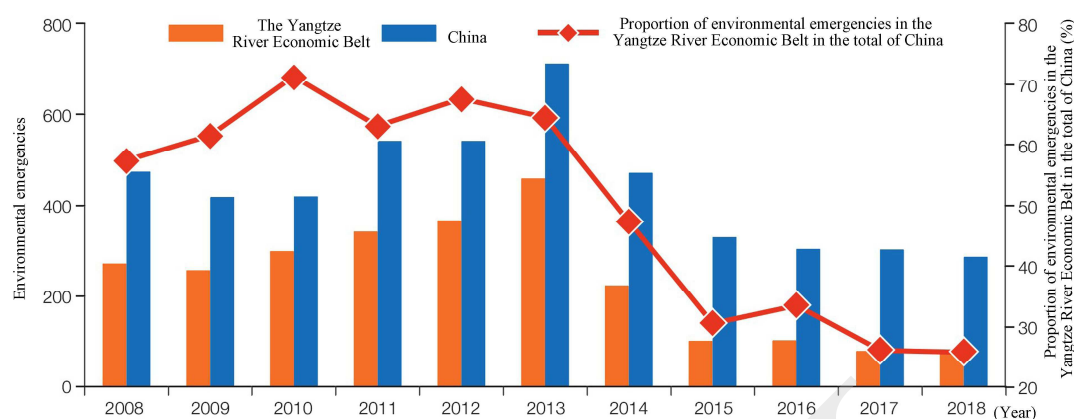 The Yangtze
River Economic Belt
China
Proportion of environmental emergencies in the
Yangtze River Economic Belt in the total of China
Environmental emergencies
800
600
400
200
0
80
70
60
50
40
30
20
Proportion of environmental emergencies in the
Yangtze River Economic Belt in the total of China (%)
2008 2009 2010 2011 2012 2013 2014 2015 2016 2017 2018
(Year)